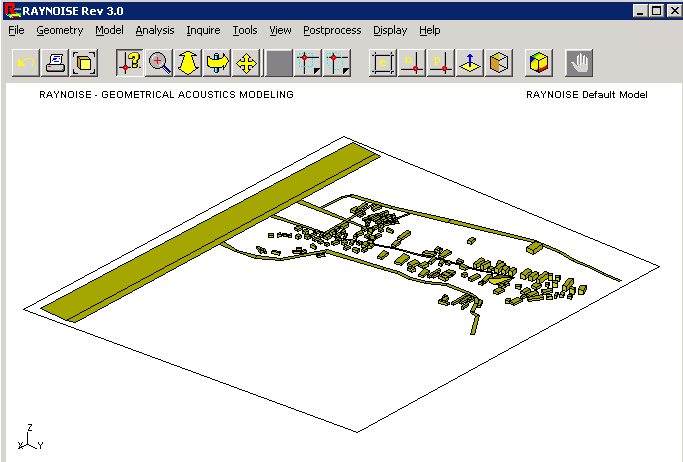 RAYNOISE Rev 3.0
File Geometry Model Analysis Inquire Tools View Postprocess Display Help
RAYNOISE - GEOMETRICAL ACOUSTICS MODELING RAYNOISE Default Model
Z
X Y